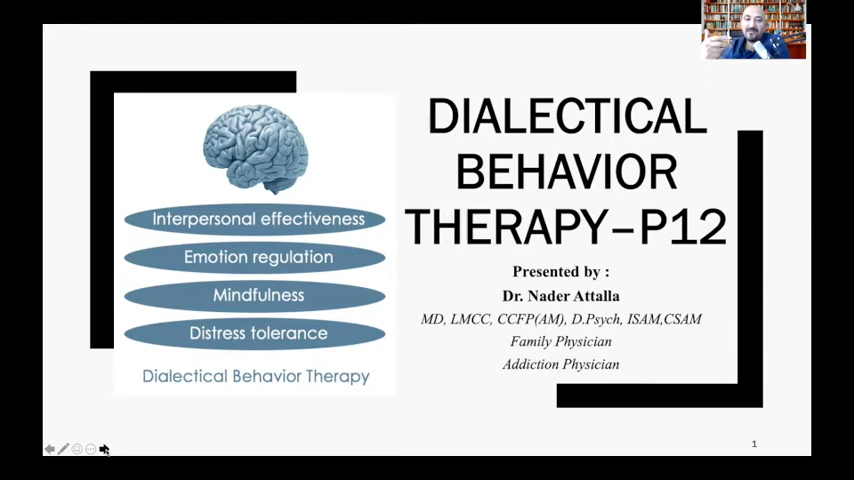 Interpersonal effectiveness
Emotion regulation
Mindfulness
Distress tolerance
Dialectical Behavior Therapy
DIALECTICAL
BEHAVIOR
THERAPY–P12
Presented by :
Dr. Nader Attalla
MD, LMCC, CCFP(AM), D.Psych, ISAM,CSAM
Family Physician
Addiction Physician
1